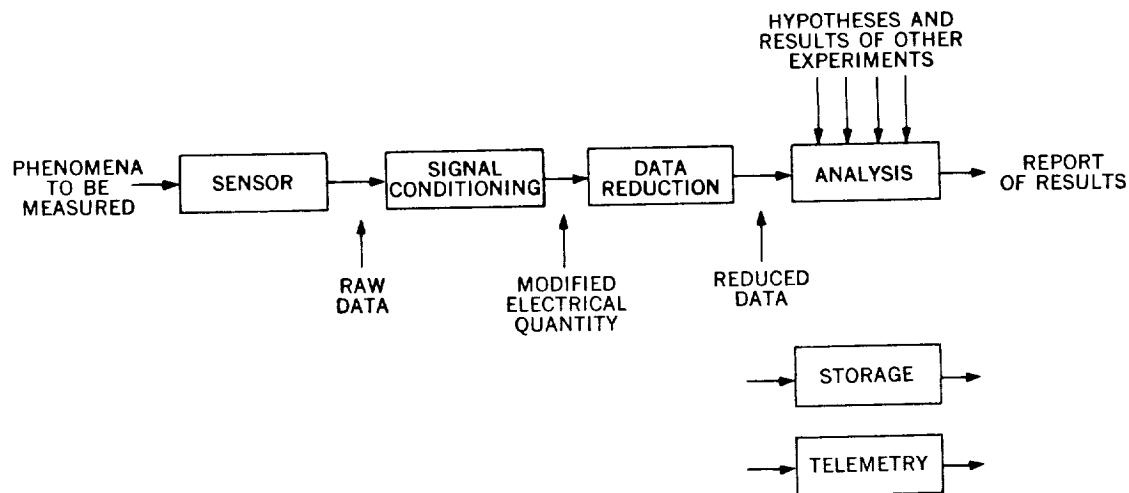 HYPOTHESES AND
RESULTS OF OTHER
EXPERIMENTS
PHENOMENA
TO BE
MEASURED
SENSOR
SIGNAL
CONDITIONING
DATA
REDUCTION
ANALYSIS
REPORT
OF RESULTS
RAW
DATA
MODIFIED
ELECTRICAL
QUANTITY
REDUCED
DATA
STORAGE
TELEMETRY